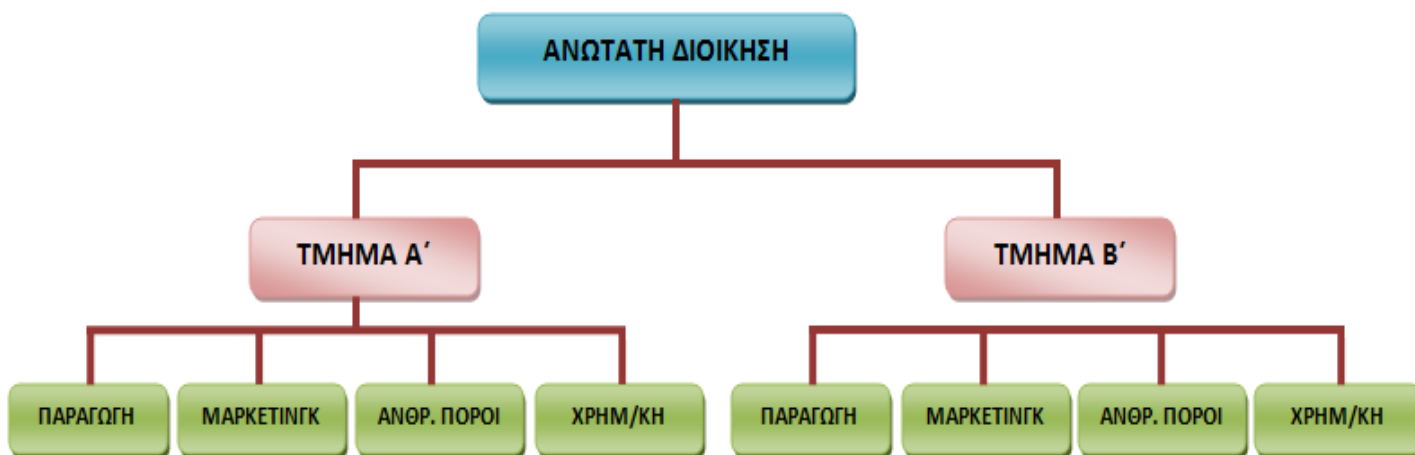 ΑΝΩΤΑΤΗ ΔΙΟΙΚΗΣΗ
ΤΜΗΜΑ Α΄
ΤΜΗΜΑ Β΄
ΠΑΡΑΓΩΓΗ
ΜΑΡΚΕΤΙΝΓΚ
ΑΝΘΡ. ΠΟΡΟΙ
ΧΡΗΜ/ΚΗ
ΠΑΡΑΓΩΓΗ
ΜΑΡΚΕΤΙΝΓΚ
ΑΝΘΡ. ΠΟΡΟΙ
ΧΡΗΜ/ΚΗ